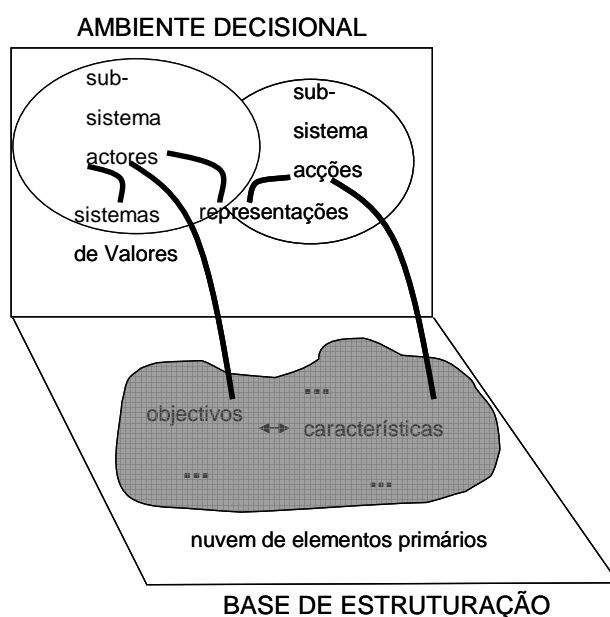 AMBIENTE DECISIONAL
sub-
sistema
actores
sistemas
de Valores
sub-
sistema
acções
representações
...
objectivos
características
...
...
nuvem de elementos primários
BASE DE ESTRUTURAÇÃO